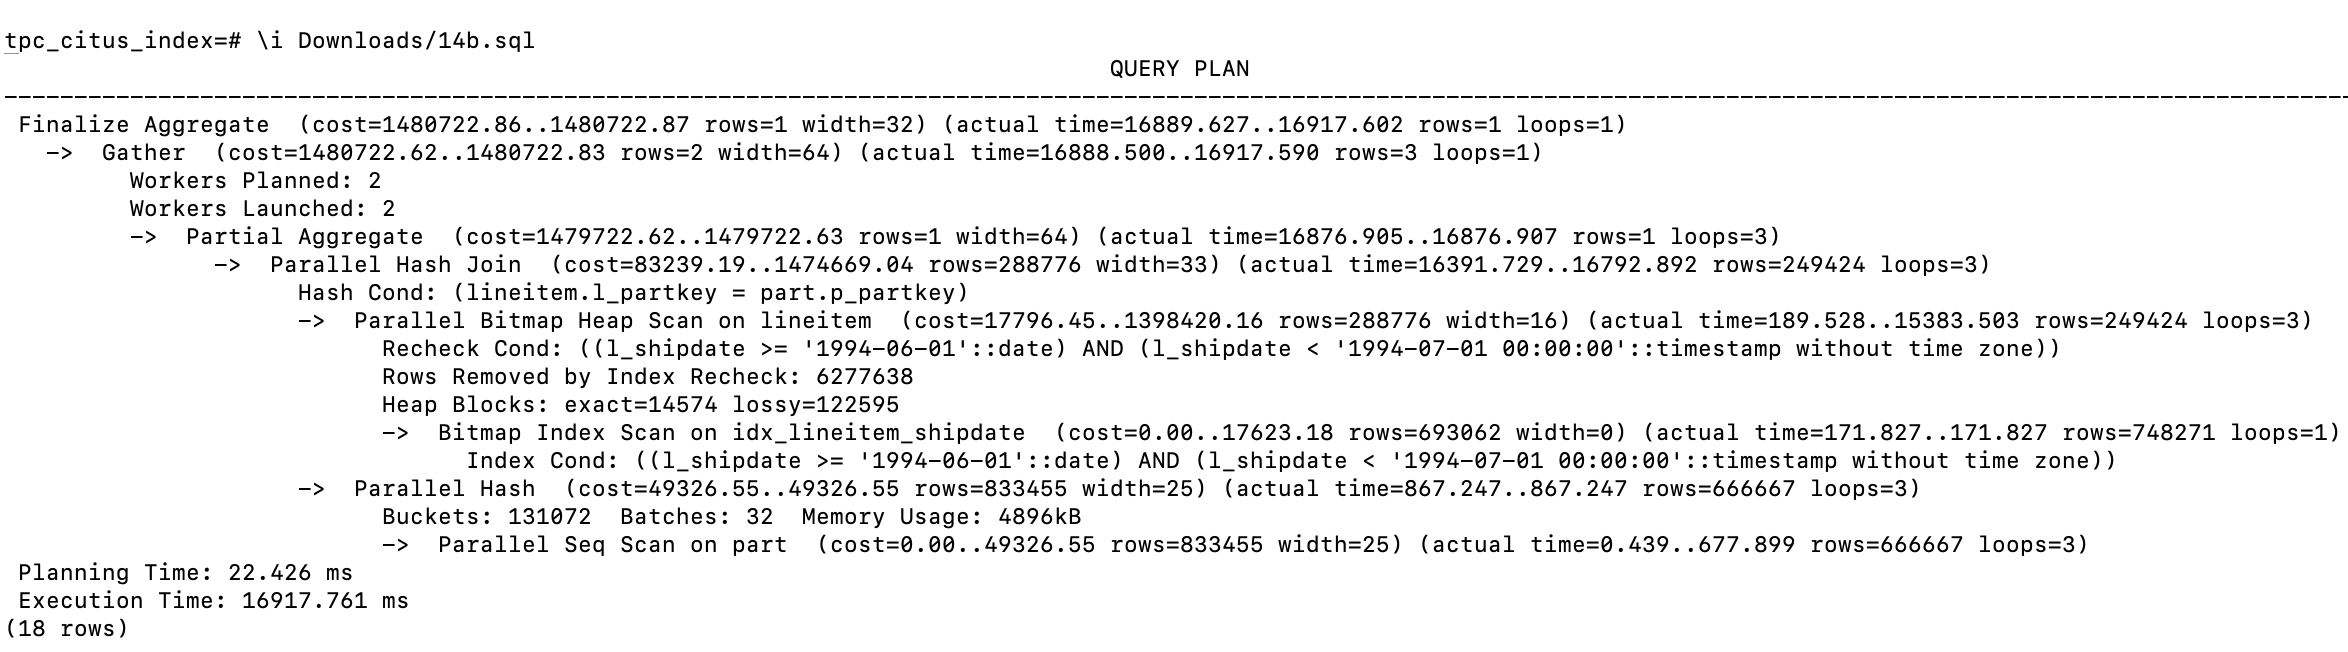 tpc_citus_index=# \i Downloads/14b.sql
QUERY PLAN
-----------------------------------------------------------------------------------------------------------------------------------------------------------------------
Finalize Aggregate  (cost=1480722.86..1480722.87 rows=1 width=32) (actual time=16889.627..16917.602 rows=1 loops=1)
->  Gather  (cost=1480722.62..1480722.83 rows=2 width=64) (actual time=16888.500..16917.590 rows=3 loops=1)
Workers Planned: 2
Workers Launched: 2
->  Partial Aggregate  (cost=1479722.62..1479722.63 rows=1 width=64) (actual time=16876.905..16876.907 rows=1 loops=3)
->  Parallel Hash Join  (cost=83239.19..1474669.04 rows=288776 width=33) (actual time=16391.729..16792.892 rows=249424 loops=3)
Hash Cond: (lineitem.l_partkey = part.p_partkey)
->  Parallel Bitmap Heap Scan on lineitem  (cost=17796.45..1398420.16 rows=288776 width=16) (actual time=189.528..15383.503 rows=249424 loops=3)
Recheck Cond: ((l_shipdate >= '1994-06-01'::date) AND (l_shipdate < '1994-07-01 00:00:00'::timestamp without time zone))
Rows Removed by Index Recheck: 6277638
Heap Blocks: exact=14574 lossy=122595
->  Bitmap Index Scan on idx_lineitem_shipdate  (cost=0.00..17623.18 rows=693062 width=0) (actual time=171.827..171.827 rows=748271 loops=1)
Index Cond: ((l_shipdate >= '1994-06-01'::date) AND (l_shipdate < '1994-07-01 00:00:00'::timestamp without time zone))
->  Parallel Hash  (cost=49326.55..49326.55 rows=833455 width=25) (actual time=867.247..867.247 rows=666667 loops=3)
Buckets: 131072  Batches: 32  Memory Usage: 4896kB
->  Parallel Seq Scan on part  (cost=0.00..49326.55 rows=833455 width=25) (actual time=0.439..677.899 rows=666667 loops=3)
Planning Time: 22.426 ms
Execution Time: 16917.761 ms
(18 rows)